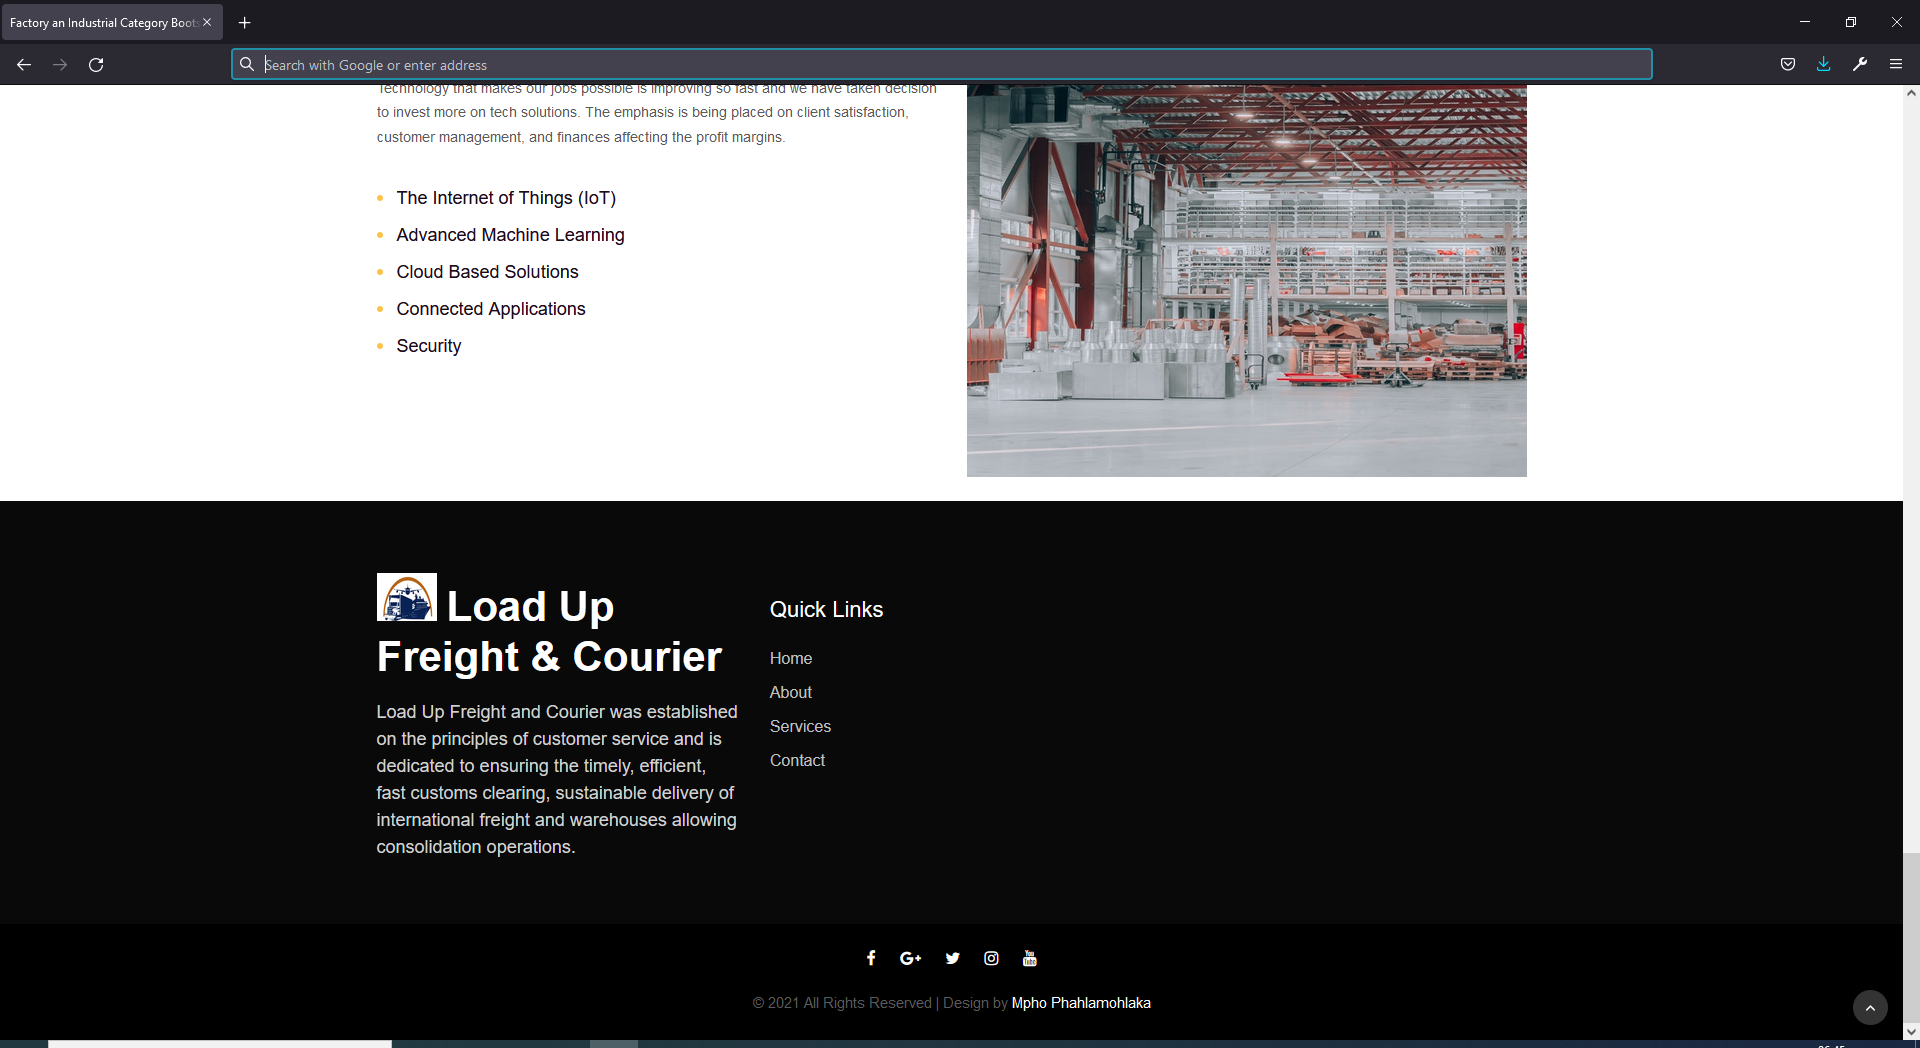 Factory an Industrial Category Boots
Search with Google or enter address
Technology that makes our jobs possible is improving so fast and we have taken decision
to invest more on tech solutions. The emphasis is being placed on client satisfaction,
customer management, and finances affecting the profit margins.
The Internet of Things (IoT)
Advanced Machine Learning
Cloud Based Solutions
Connected Applications
Security
Load Up
Freight & Courier
Load Up Freight and Courier was established
on the principles of customer service and is
dedicated to ensuring the timely, efficient,
fast customs clearing, sustainable delivery of
international freight and warehouses allowing
consolidation operations.
Quick Links
Home
About
Services
Contact
You Tube
© 2021 All Rights Reserved | Design by Mpho Phahlamohlaka